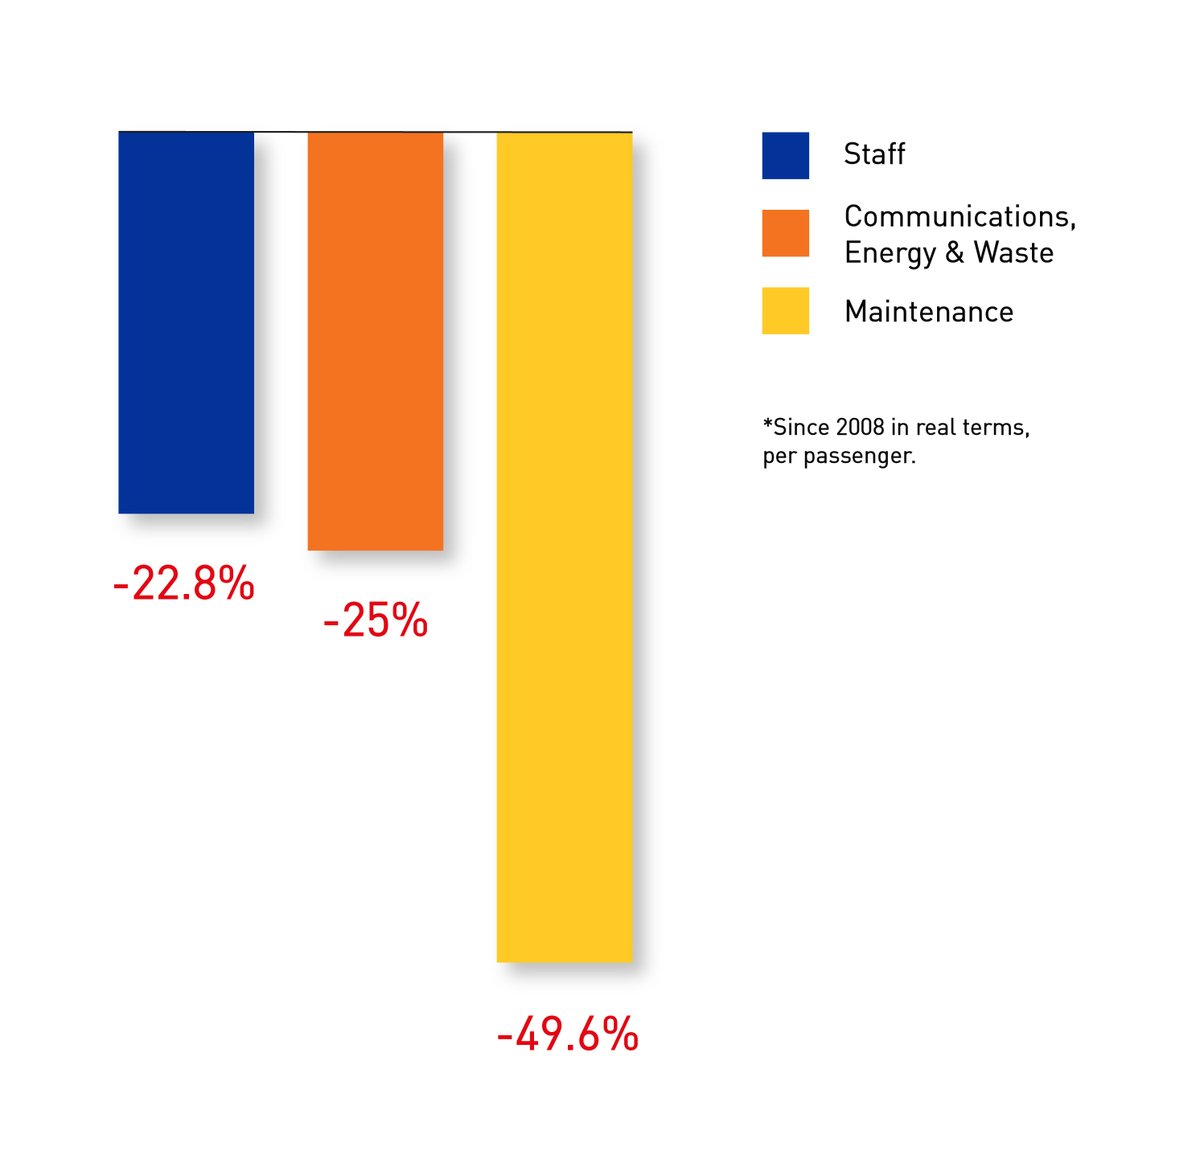 Staff
Communications,
Energy & Waste
Maintenance
*Since 2008 in real terms,
per passenger.
-22.8%
-25%
-49.6%